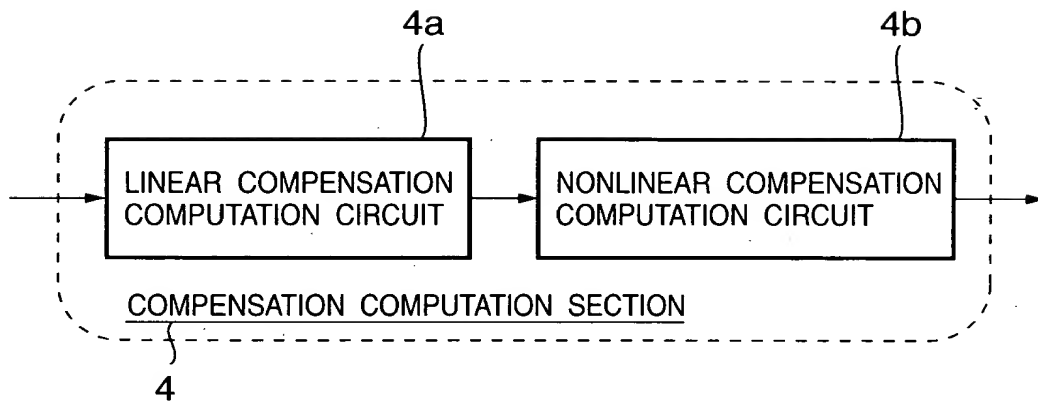 4a
4b
LINEAR COMPENSATION
COMPUTATION CIRCUIT
NONLINEAR COMPENSATION
COMPUTATION CIRCUIT
COMPENSATION COMPUTATION SECTION
4